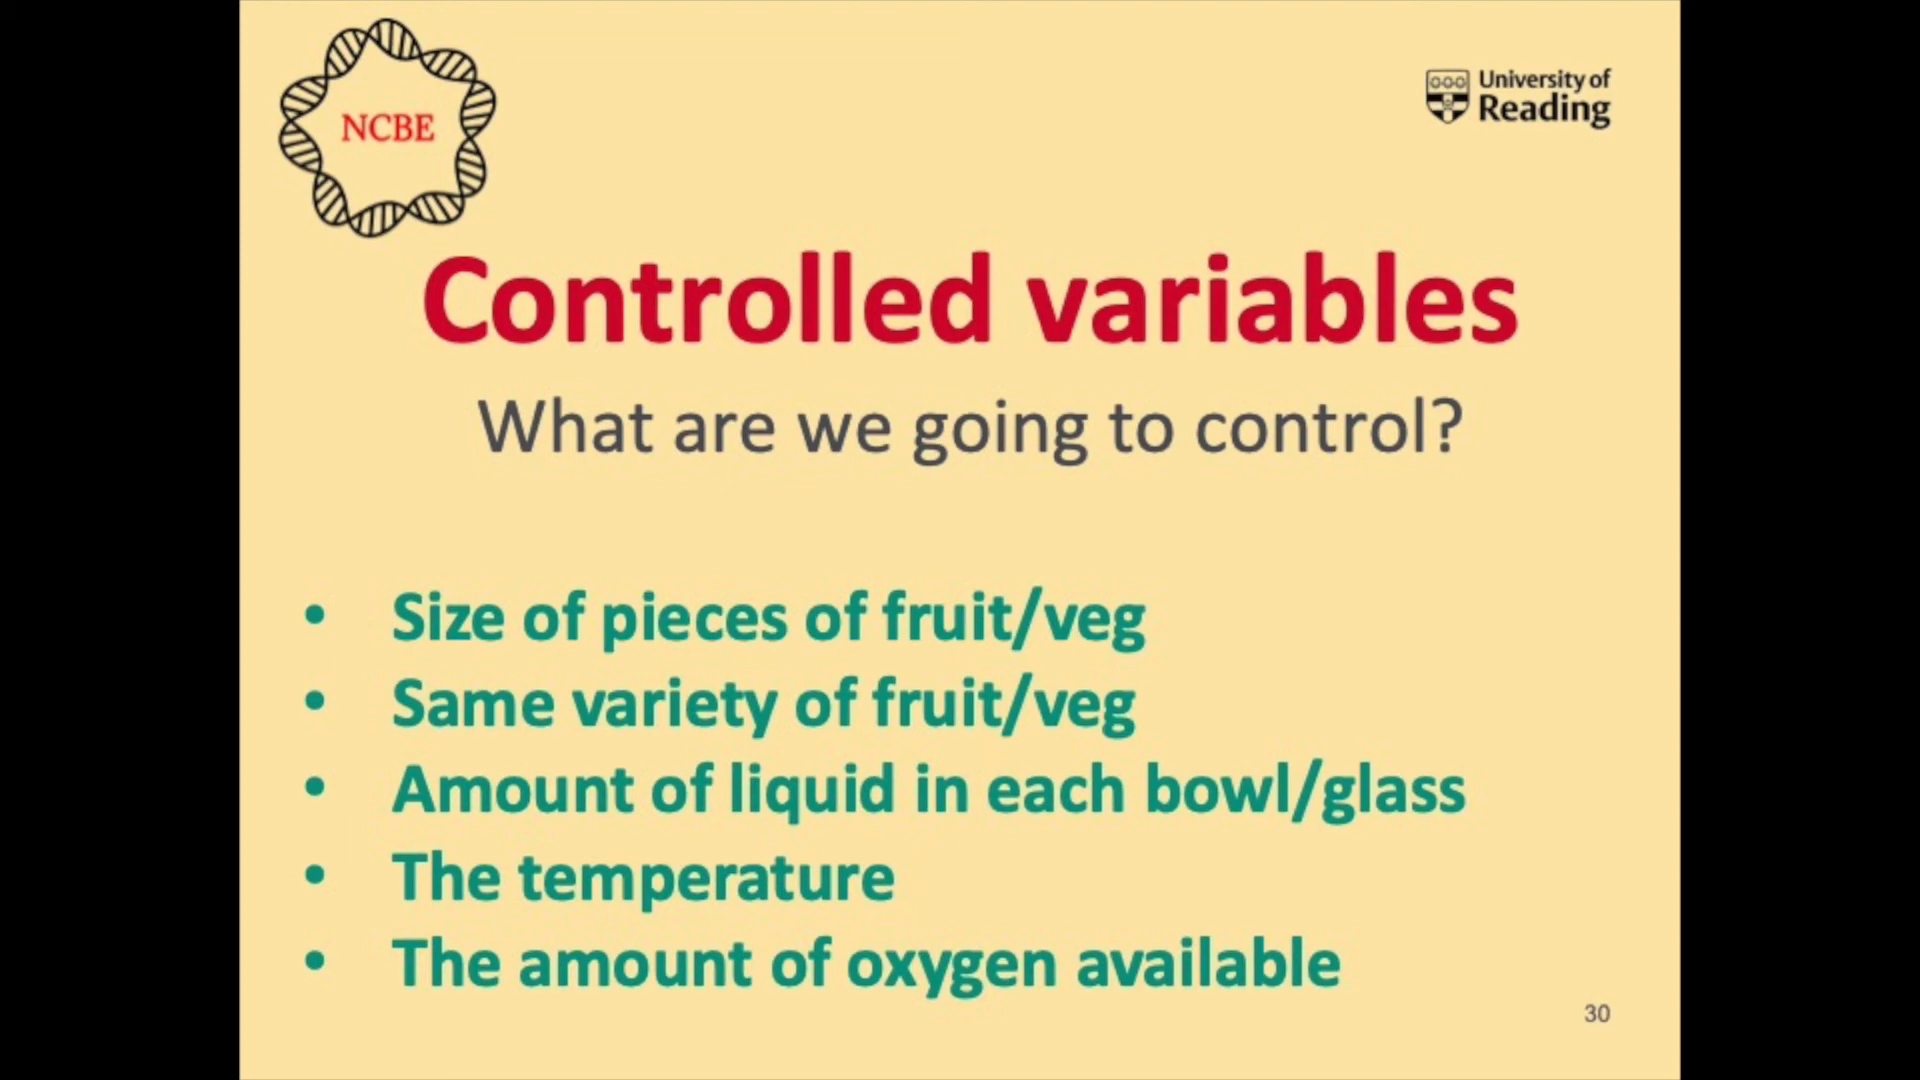 NCBE
University of
Reading
Controlled variables
What are we going to control?
• Size of pieces of fruit/veg
• Same variety of fruit/veg
• Amount of liquid in each bowl/glass
• The temperature
• The amount of oxygen available
30